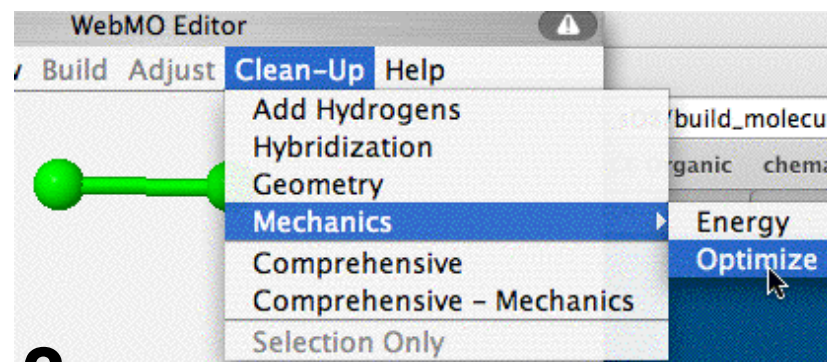 WebMO Editor
Build Adjust Clean-Up Help
Add Hydrogens
Hybridization
Geometry
Mechanics
Comprehensive
Comprehensive – Mechanics
Selection Only
Energy
Optimize
/build_molecu
rganic chema